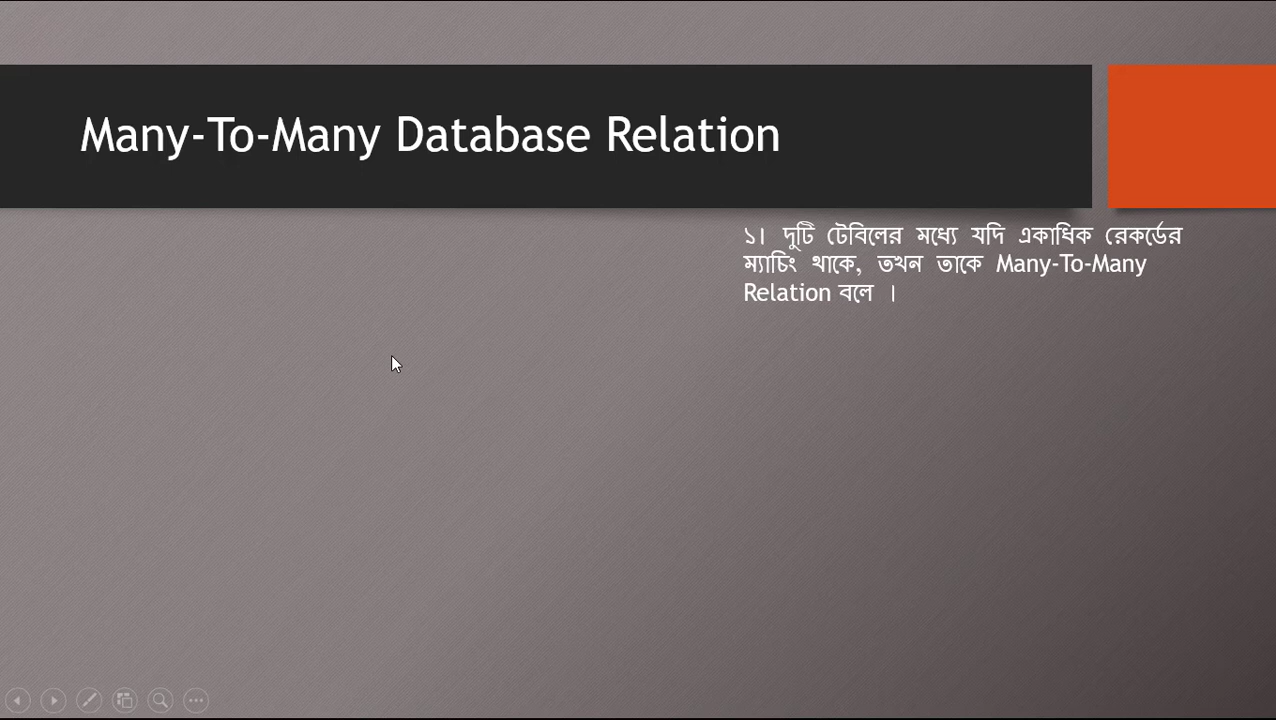 Many-To-Many Database Relation
১। দুটি টেবিলের মধ্যে যদি একাধিক রেকর্ডের
ম্যাচিং থাকে, তখন তাকে Many-To-Many
Relation বলে ।